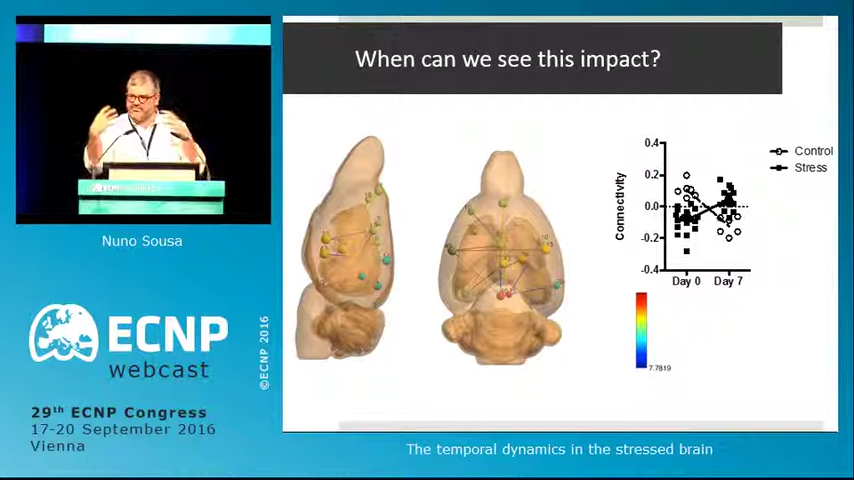 When can we see this impact?
Nuno Sousa
ECNP
webcast
©ECNP 2016
29th ECNP Congress
17-20 September 2016
Vienna
Connectivity
0.4
0.2
0.0
-0.2
-0.4
Day 0 Day 7
Control
Stress
7.7819
The temporal dynamics in the stressed brain